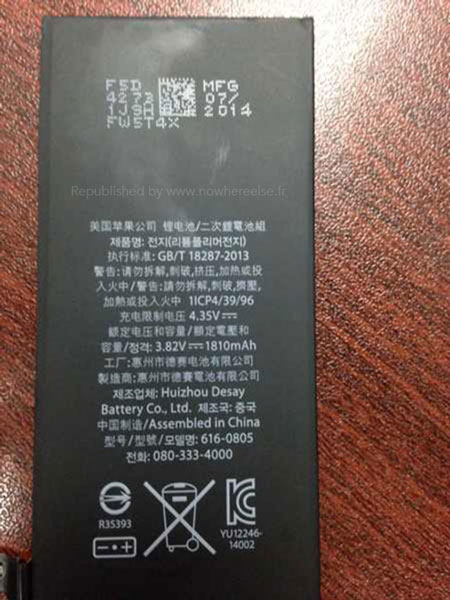 F5D MFG
4273 07/
2014
FW5T4X
Republished by www.nowhereelse.fr
美国苹果公司 锂电池/二次鋰電池組
제품명: 전지(리튬폴리머전지)
执行标准: GB/T 18287-2013
警告:请勿拆解,刺破,挤压,加热或投
入火中/警告:請勿拆解,刺破,擠壓,
加熱或投入火中 1ICP4/39/96
充电限制电压 4.35V⎓
额定电压和容量/額定電壓和
容量/정격: 3.82V⎓1810mAh
工厂:惠州市德赛电池有限公司
製造商:惠州市德賽電池有限公司
제조업체: Huizhou Desay
Battery Co., Ltd. 제조국: 중국
中国制造/Assembled in China
型号/型號/모델명: 616-0805
전화: 080-333-4000
R35393
YU12246-
14002